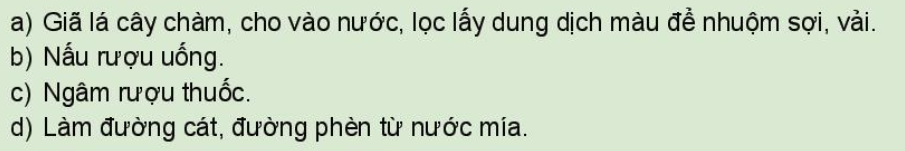 a) Giã lá cây chàm, cho vào nước, lọc lấy dung dịch màu để nhuộm sợi, vải.
b) Nấu rượu uống.
c) Ngâm rượu thuốc.
d) Làm đường cát, đường phèn từ nước mía.